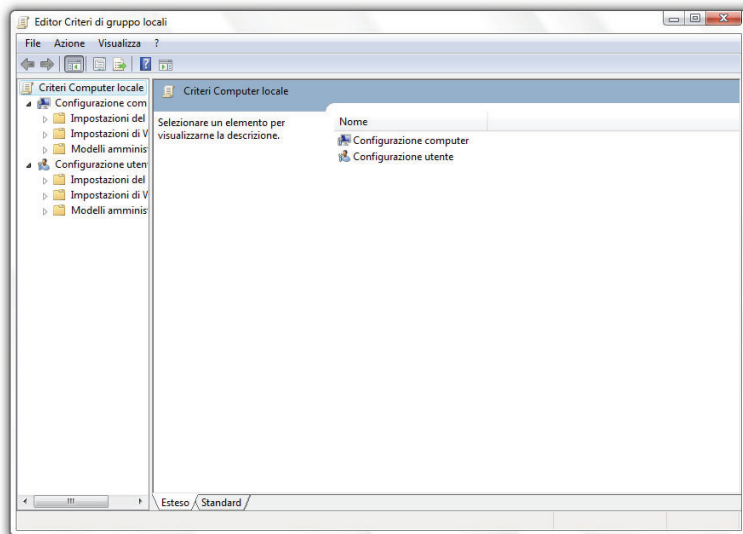 Editor Criteri di gruppo locali
File Azione Visualizza ?
Criteri Computer locale
Configurazione com
Impostazioni del
Impostazioni di V
Modelli amminis
Configurazione uten
Impostazioni del
Impostazioni di V
Modelli amminis
Criteri Computer locale
Selezionare un elemento per
visualizzarne la descrizione.
Nome
Configurazione computer
Configurazione utente
Esteso Standard